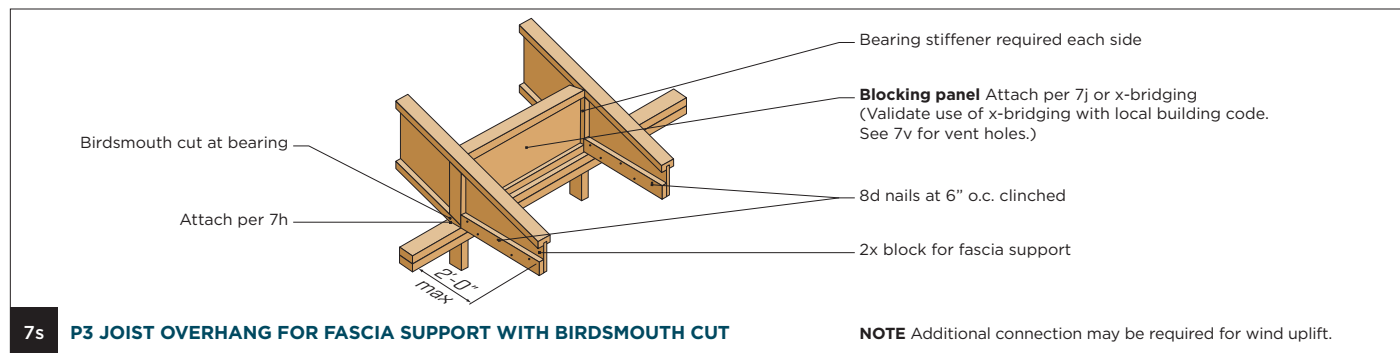 Bearing stiffener required each side
Blocking panel Attach per 7j or x-bridging
(Validate use of x-bridging with local building code.
See 7v for vent holes.)
Birdsmouth cut at bearing
8d nails at 6” o.c. clinched
Attach per 7h
2x block for fascia support
2’-0”
max
7s P3 JOIST OVERHANG FOR FASCIA SUPPORT WITH BIRDSMOUTH CUT
NOTE Additional connection may be required for wind uplift.